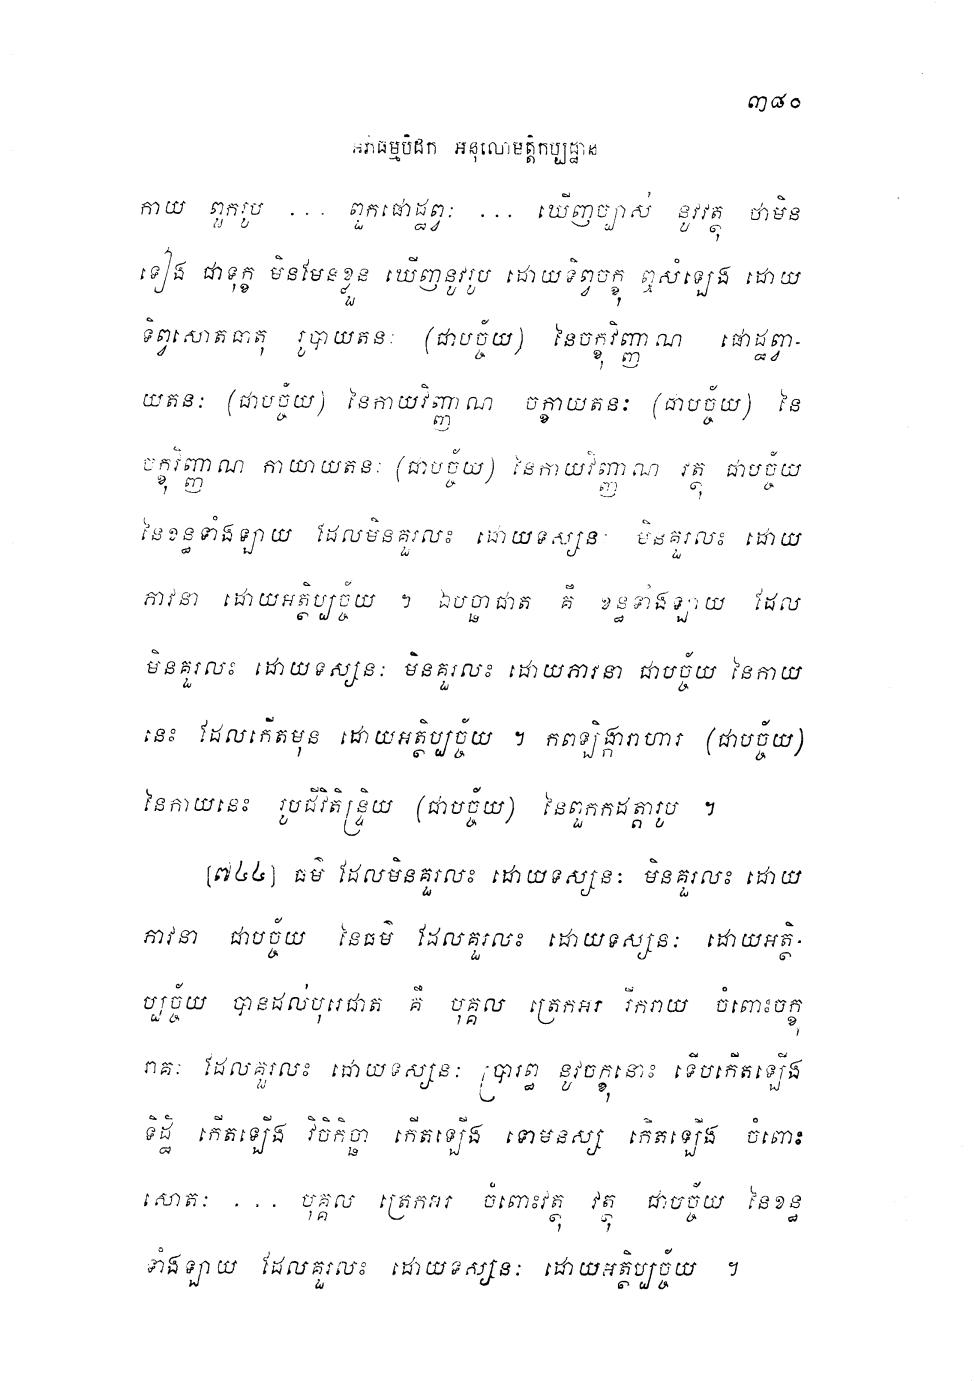 ៣៨០
អភិធម្មបិដក អនុលោមត្តិកប្បដ្ឋាន
កាយ ពួករូប ... ពួកផោដ្ឋព្វៈ ... ឃើញច្បាស់ នូវវត្ថុ ថាមិន
ទៀង ជាទុក្ខ មិនមែនខ្លួន ឃើញនូវរូប ដោយទិព្វចក្ខុ ឮសំឡេង ដោយ
ទិព្វសោតធាតុ រូបាយតនៈ (ជាបច្ច័យ) នៃចក្ខុវិញ្ញាណ ផោដ្ឋព្វា-
យតនៈ (ជាបច្ច័យ) នៃកាយវិញ្ញាណ ចក្ខាយតនៈ (ជាបច្ច័យ) នៃ
ចក្ខុវិញ្ញាណ កាយាយតនៈ (ជាបច្ច័យ) នៃកាយវិញ្ញាណ វត្ថុ ជាបច្ច័យ
នៃខន្ធទាំងឡាយ ដែលមិនគួរលះ ដោយទស្សនៈ មិនគួរលះ ដោយ
ភាវនា ដោយអត្ថិប្បច្ច័យ ។ ឯបច្ឆាជាត គឺ ខន្ធទាំងឡាយ ដែល
មិនគួរលះ ដោយទស្សនៈ មិនគួរលះ ដោយភាវនា ជាបច្ច័យ នៃកាយ
នេះ ដែលកើតមុន ដោយអត្ថិប្បច្ច័យ ។ កពឡិង្ការាហារ (ជាបច្ច័យ)
នៃកាយនេះ រូបជីវិតិន្ទ្រិយ (ជាបច្ច័យ) នៃពួកកដត្តារូប ។
(៧៤៤) ធម៌ ដែលមិនគួរលះ ដោយទស្សនៈ មិនគួរលះ ដោយ
ភាវនា ជាបច្ច័យ នៃធម៌ ដែលគួរលះ ដោយទស្សនៈ ដោយអត្ថិ-
ប្បច្ច័យ បានដល់បុរេជាត គឺ បុគ្គល ត្រេកអរ រីករាយ ចំពោះចក្ខុ
រាគៈ ដែលគួរលះ ដោយទស្សនៈ ប្រារព្ធ នូវចក្ខុនោះ ទើបកើតឡើង
ទិដ្ឋិ កើតឡើង វិចិកិច្ឆា កើតឡើង ទោមនស្ស កើតឡើង ចំពោះ
សោតៈ ... បុគ្គល ត្រេកអរ ចំពោះវត្ថុ វត្ថុ ជាបច្ច័យ នៃខន្ធ
ទាំងឡាយ ដែលគួរលះ ដោយទស្សនៈ ដោយអត្ថិប្បច្ច័យ ។